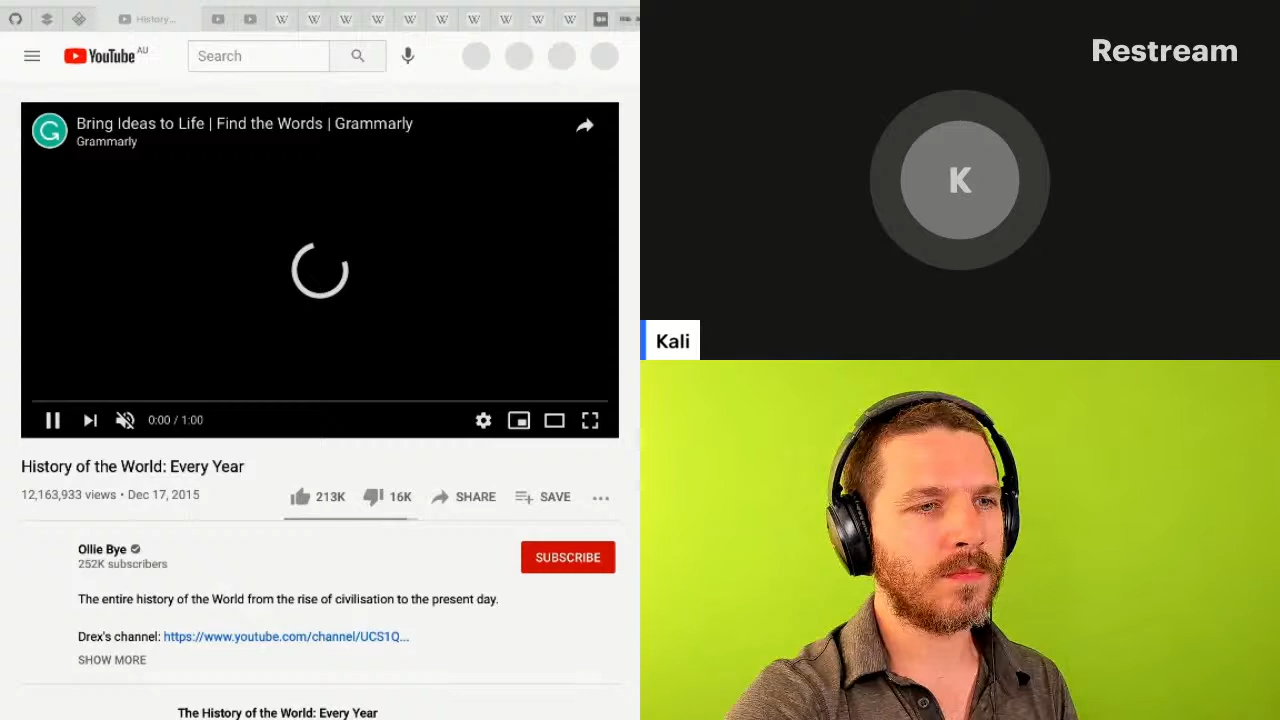 History...
YouTube AU
Search
Bring Ideas to Life | Find the Words | Grammarly
Grammarly
0:00 / 1:00
History of the World: Every Year
12,163,933 views • Dec 17, 2015
213K
16K
SHARE
SAVE
Ollie Bye
252K subscribers
SUBSCRIBE
The entire history of the World from the rise of civilisation to the present day.
Drex's channel: https://www.youtube.com/channel/UCS1Q...
SHOW MORE
The History of the World: Every Year
Restream
K
Kali